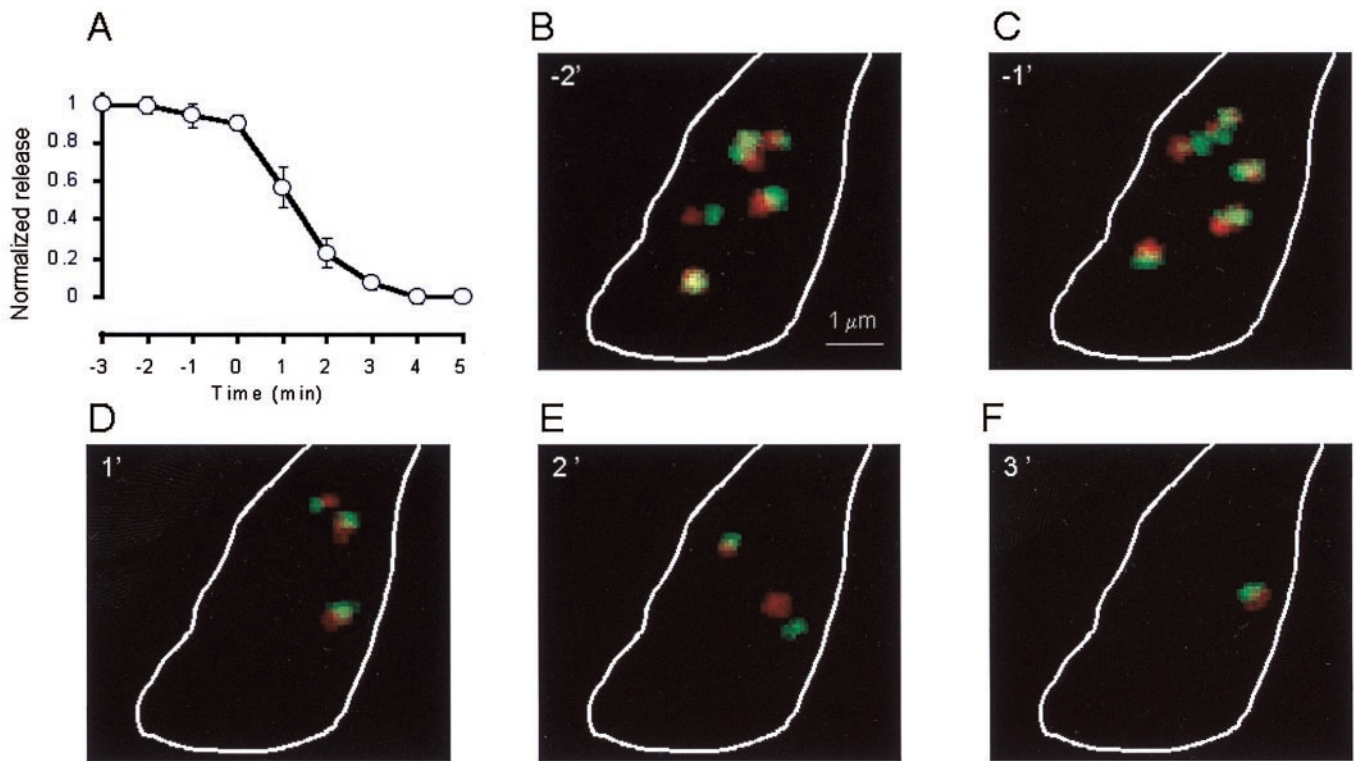 A
Normalized release
1
0.8
0.6
0.4
0.2
0
-3 -2 -1 0 1 2 3 4 5
Time (min)
B
-2'
1 μm
C
-1'
D
1'
E
2'
F
3'